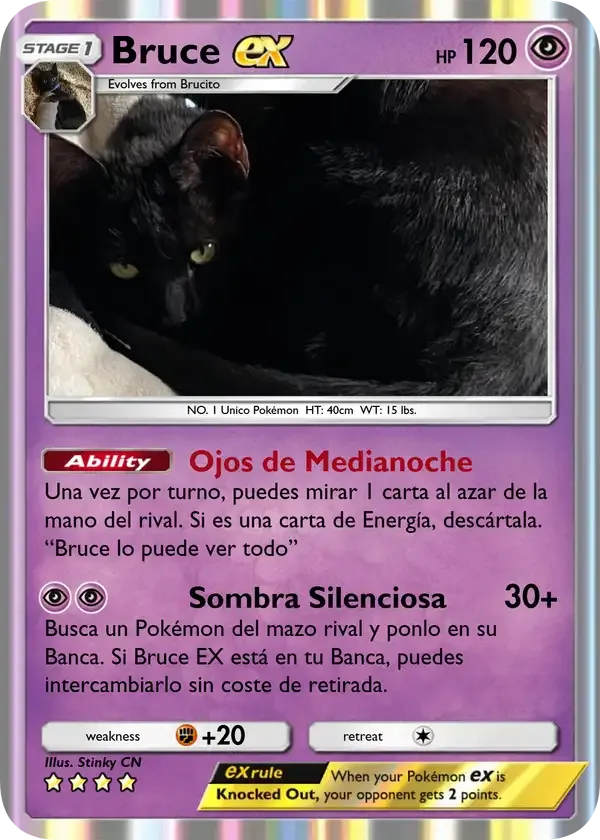 STAGE 1 Bruce ex HP 120
Evolves from Brucito
NO. 1 Unico Pokémon HT: 40cm WT: 15 lbs.
Ability Ojos de Medianoche
Una vez por turno, puedes mirar 1 carta al azar de la
mano del rival. Si es una carta de Energía, descártala.
“Bruce lo puede ver todo”
Sombra Silenciosa 30+
Busca un Pokémon del mazo rival y ponlo en su
Banca. Si Bruce EX está en tu Banca, puedes
intercambiarlo sin coste de retirada.
weakness +20 retreat
Illus. Stinky CN
ex rule When your Pokémon ex is
Knocked Out, your opponent gets 2 points.